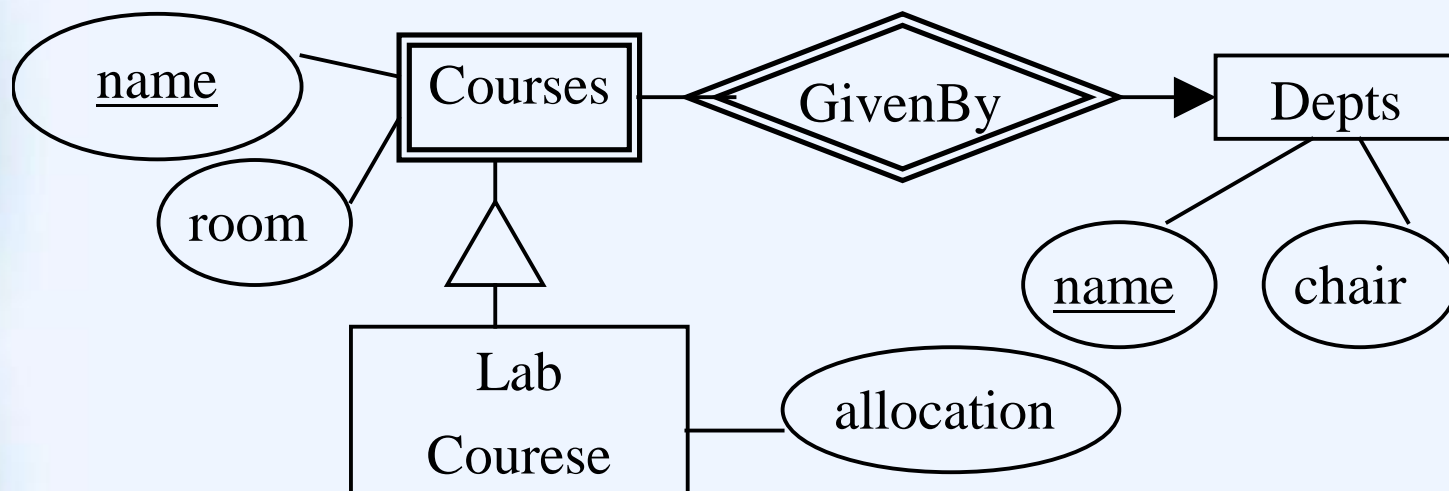 name
Courses
GivenBy
Depts
room
name
chair
Lab
Courese
allocation